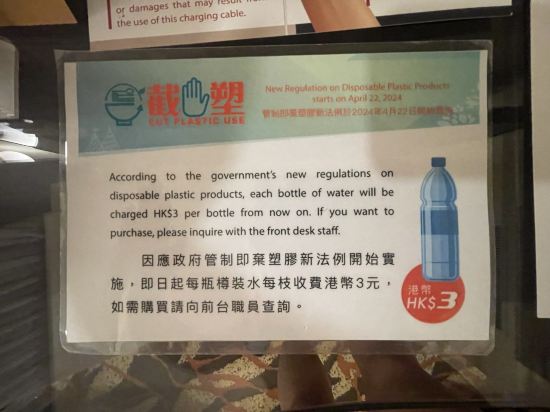 or damages that may result from
the use of this charging cable.
截塑
CUT PLASTIC USE
New Regulation on Disposable Plastic Products
starts on April 22, 2024
管制即棄塑膠新法例於2024年4月22日開始實施
According to the government's new regulations on
disposable plastic products, each bottle of water will be
charged HK$3 per bottle from now on. If you want to
purchase, please inquire with the front desk staff.
因應政府管制即棄塑膠新法例開始實
施，即日起每瓶樽裝水每枝收費港幣3元，
如需購買請向前台職員查詢。
港幣
HK$3